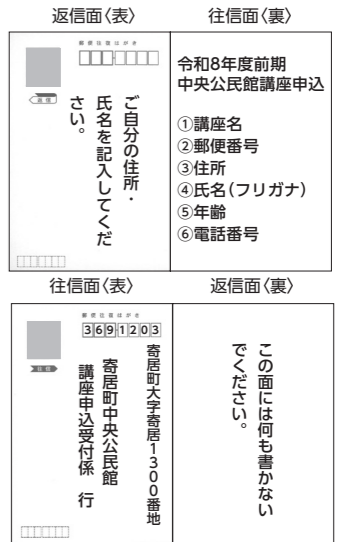 返信面〈表〉
往信面〈裏〉
郵便往復はがき
返信
ご自分の住所・
氏名を記入してくだ
さい。
令和8年度前期
中央公民館講座申込
①講座名
②郵便番号
③住所
④氏名（フリガナ）
⑤年齢
⑥電話番号
往信面〈表〉
返信面〈裏〉
郵便往復はがき
3691203
往信
寄居町大字寄居1300番地
寄居町中央公民館
講座申込受付係 行
この面には何も書かない
でください。